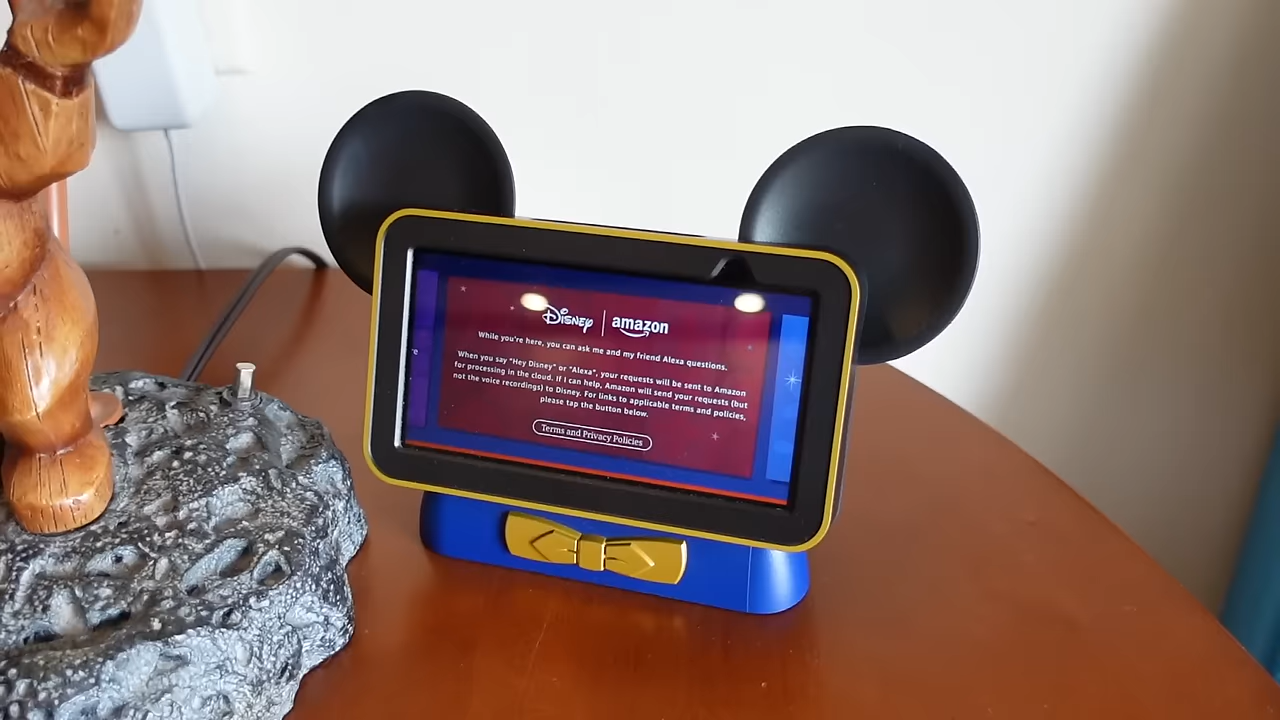 Disney | amazon
While you're here, you can ask me and my friend Alexa questions.
When you say "Hey Disney" or "Alexa", your requests will be sent to Amazon
for processing in the cloud. If I can help, Amazon will send your requests (but
not the voice recordings) to Disney. For links to applicable terms and policies,
please tap the button below.
Terms and Privacy Policies
re